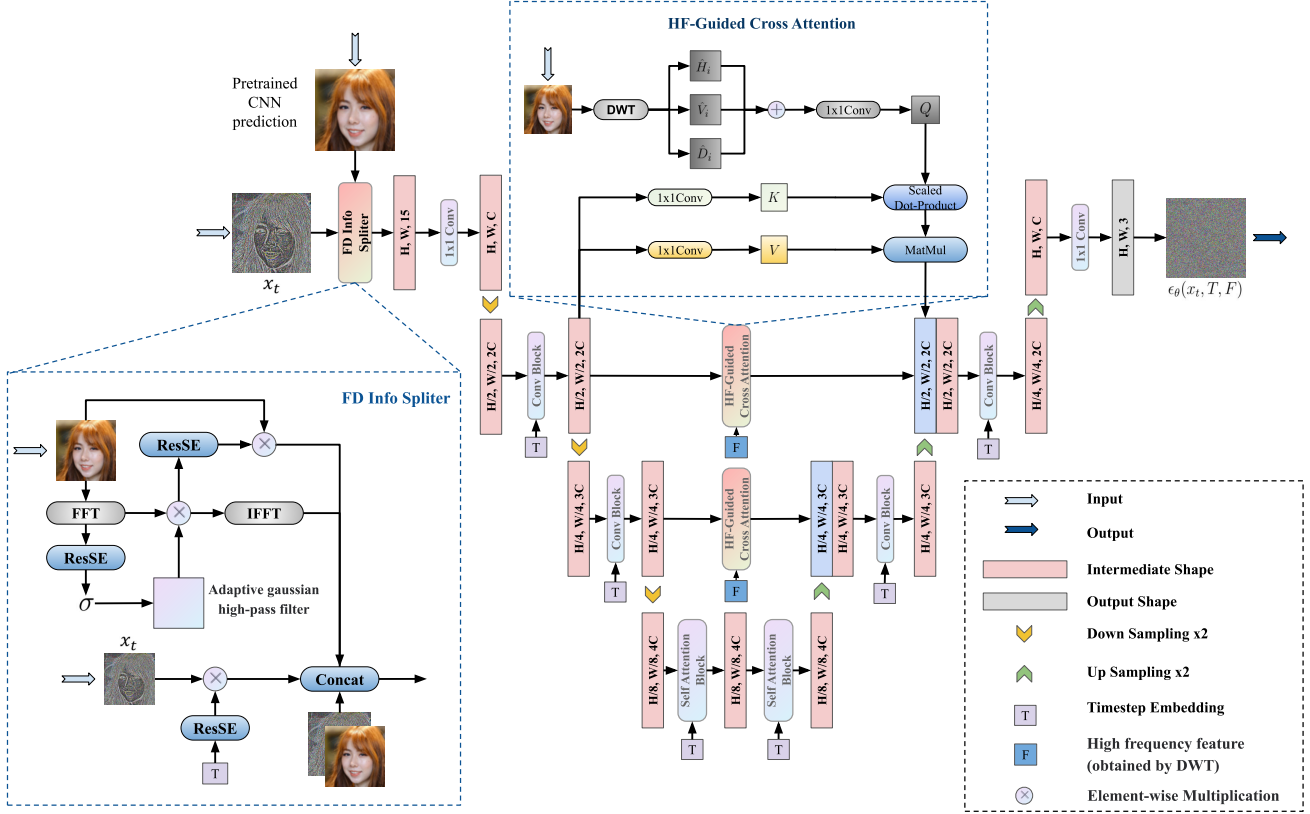 HF-Guided Cross Attention
Pretrained
CNN
prediction
DWT
Ĥᵢ
V̂ᵢ
D̂ᵢ
1x1Conv
Q
1x1Conv
K
Scaled
Dot-Product
1x1Conv
V
MatMul
x_t
FD Info
Spliter
H, W, 15
1x1 Conv
H, W, C
H, W, C
1x1 Conv
H, W, 3
ϵ_θ(x_t, T, F)
H/2, W/2, 2C
Conv Block
T
H/2, W/2, 2C
HF-Guided
Cross Attention
F
H/2, W/2, 2C
H/2, W/2, 2C
Conv Block
T
H/4, W/4, 2C
H/4, W/4, 3C
Conv Block
T
H/4, W/4, 3C
HF-Guided
Cross Attention
F
H/4, W/4, 3C
H/4, W/4, 3C
Conv Block
T
H/4, W/4, 3C
H/8, W/8, 4C
Self Attention
Block
T
H/8, W/8, 4C
Self Attention
Block
T
H/8, W/8, 4C
FD Info Spliter
ResSE
FFT
IFFT
ResSE
σ
Adaptive gaussian
high-pass filter
x_t
Concat
ResSE
T
Input
Output
Intermediate Shape
Output Shape
Down Sampling x2
Up Sampling x2
T
Timestep Embedding
F
High frequency feature
(obtained by DWT)
Element-wise Multiplication